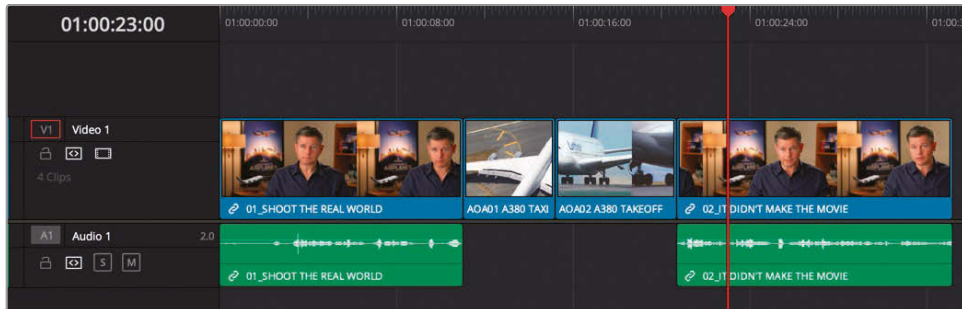 01:00:23:00
01:00:00:00
01:00:08:00
01:00:16:00
01:00:24:00
01:00:
V1 Video 1
4 Clips
01_SHOOT THE REAL WORLD
AOA01 A380 TAXI
AOA02 A380 TAKEOFF
02_IT DIDN'T MAKE THE MOVIE
A1 Audio 1 2.0
S M
01_SHOOT THE REAL WORLD
02_IT DIDN'T MAKE THE MOVIE